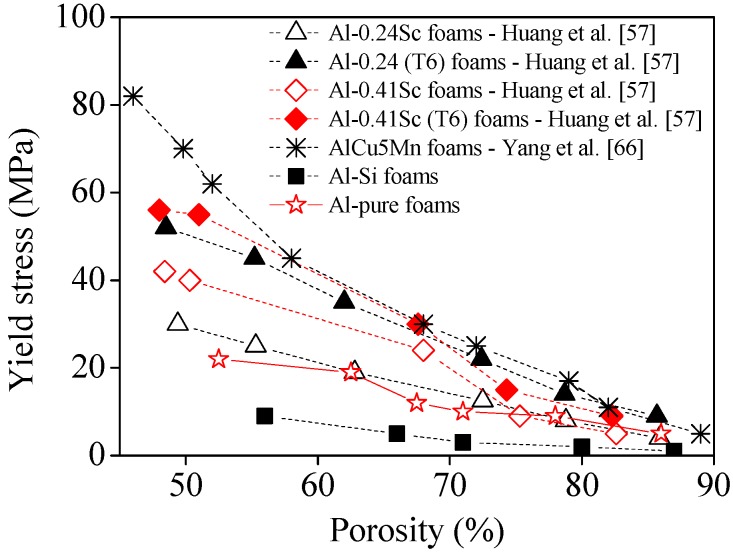 100
80
60
40
20
0
50
60
70
80
90
Yield stress (MPa)
Porosity (%)
Al-0.24Sc foams - Huang et al. [57]
Al-0.24 (T6) foams - Huang et al. [57]
Al-0.41Sc foams - Huang et al. [57]
Al-0.41Sc (T6) foams - Huang et al. [57]
AlCu5Mn foams - Yang et al. [66]
Al-Si foams
Al-pure foams